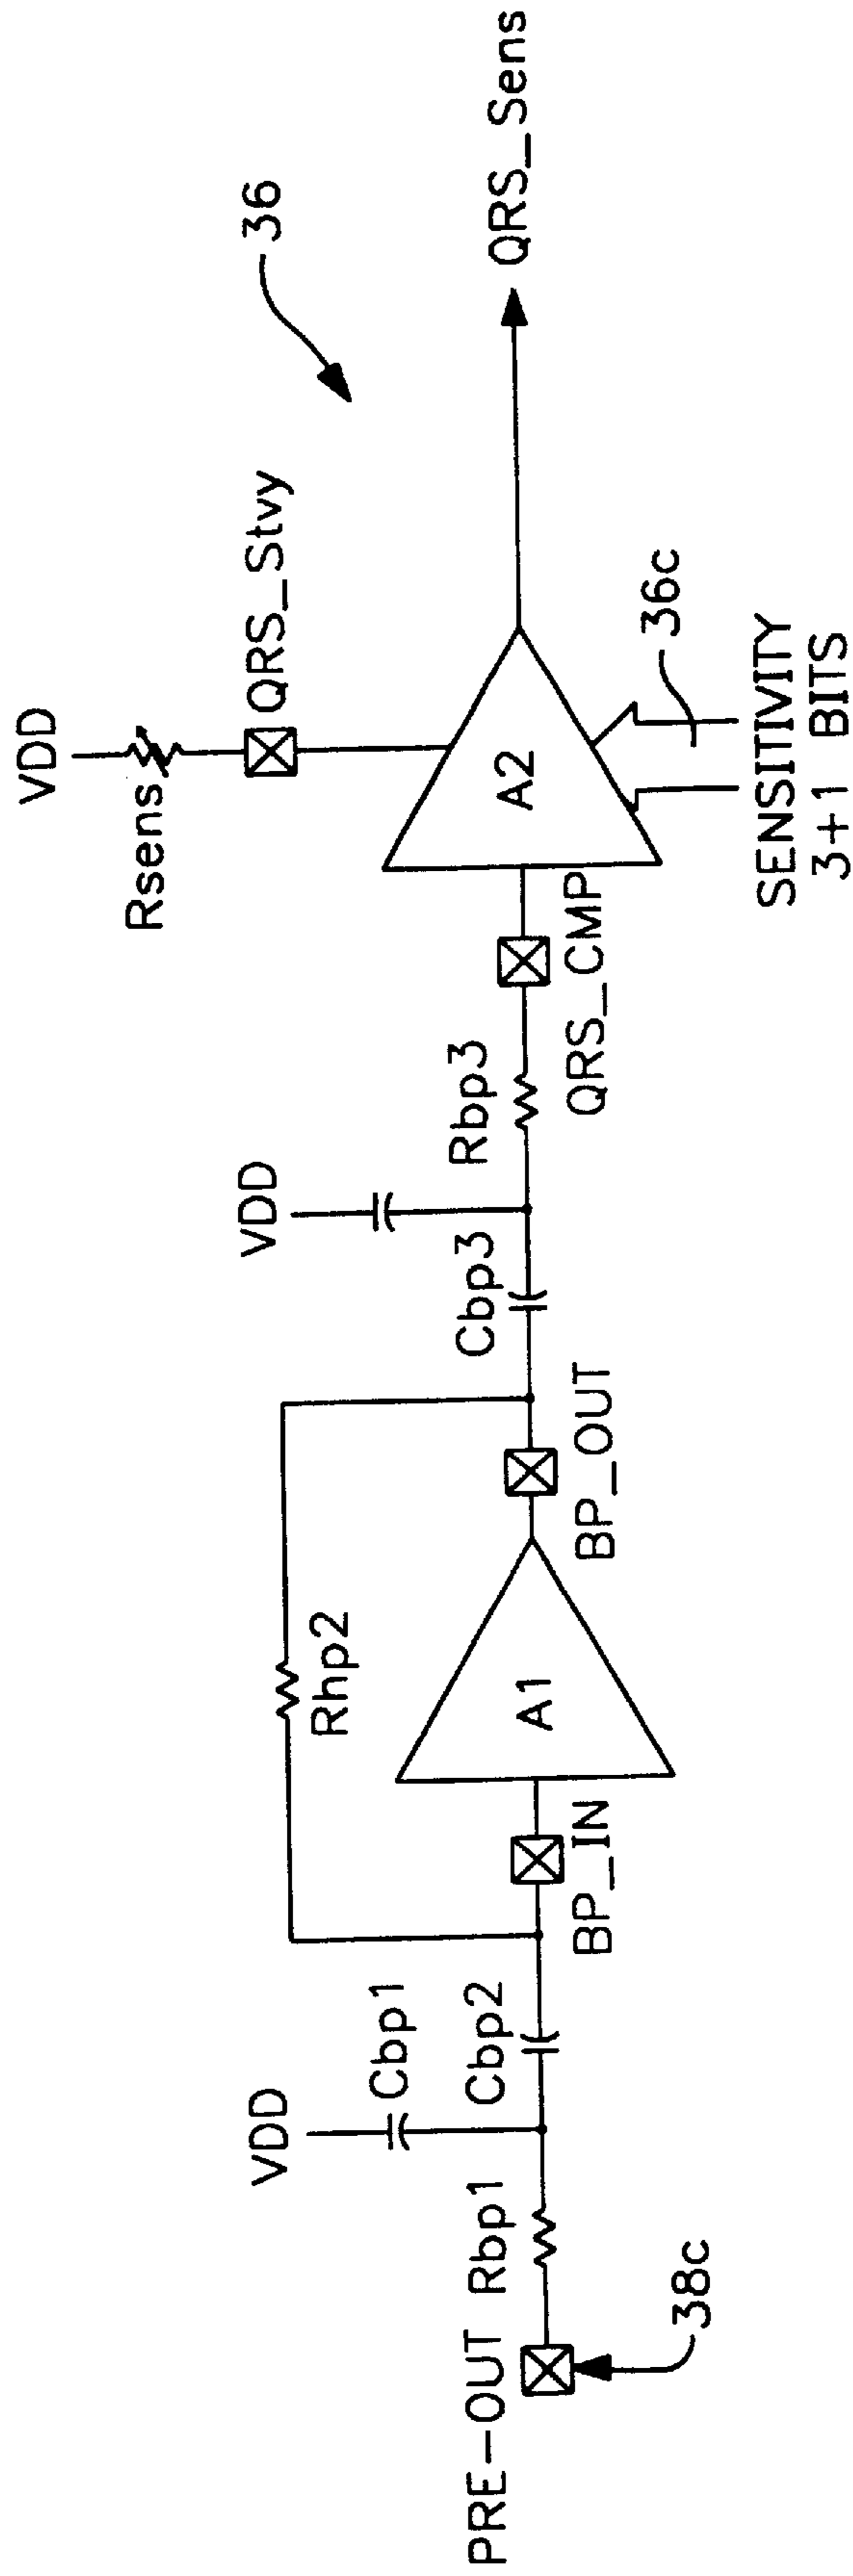 PRE-OUT
38c
Rbp1
VDD
Cbp1
Cbp2
BP_IN
Rhp2
A1
BP_OUT
Cbp3
VDD
Rbp3
QRS_CMP
A2
VDD
Rsens
QRS_Stvy
SENSITIVITY
3+1 BITS
36c
36
QRS_Sens